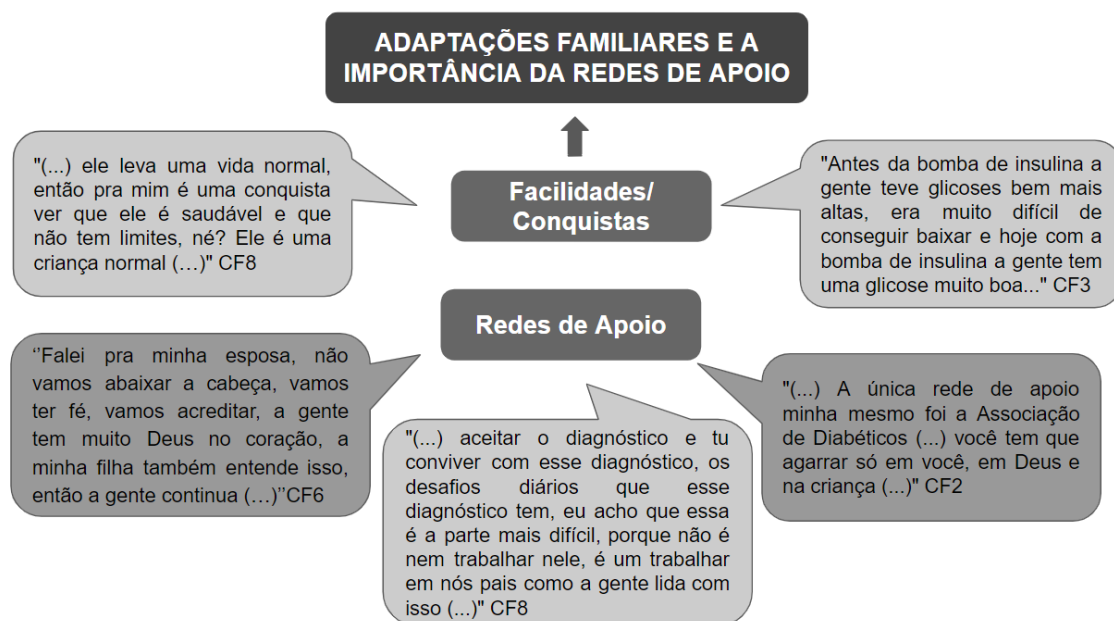 ADAPTAÇÕES FAMILIARES E A
IMPORTÂNCIA DA REDES DE APOIO
"(...) ele leva uma vida normal,
então pra mim é uma conquista
ver que ele é saudável e que
não tem limites, né? Ele é uma
criança normal (...)" CF8
Facilidades/
Conquistas
"Antes da bomba de insulina a
gente teve glicoses bem mais
altas, era muito difícil de
conseguir baixar e hoje com a
bomba de insulina a gente tem
uma glicose muito boa..." CF3
Redes de Apoio
‘'Falei pra minha esposa, não
vamos abaixar a cabeça, vamos
ter fé, vamos acreditar, a gente
tem muito Deus no coração, a
minha filha também entende isso,
então a gente continua (…)’'CF6
"(...) aceitar o diagnóstico e tu
conviver com esse diagnóstico, os
desafios diários que esse
diagnóstico tem, eu acho que essa
é a parte mais difícil, porque não é
nem trabalhar nele, é um trabalhar
em nós pais como a gente lida com
isso (...)" CF8
"(...) A única rede de apoio
minha mesmo foi a Associação
de Diabéticos (...) você tem que
agarrar só em você, em Deus e
na criança (...)" CF2